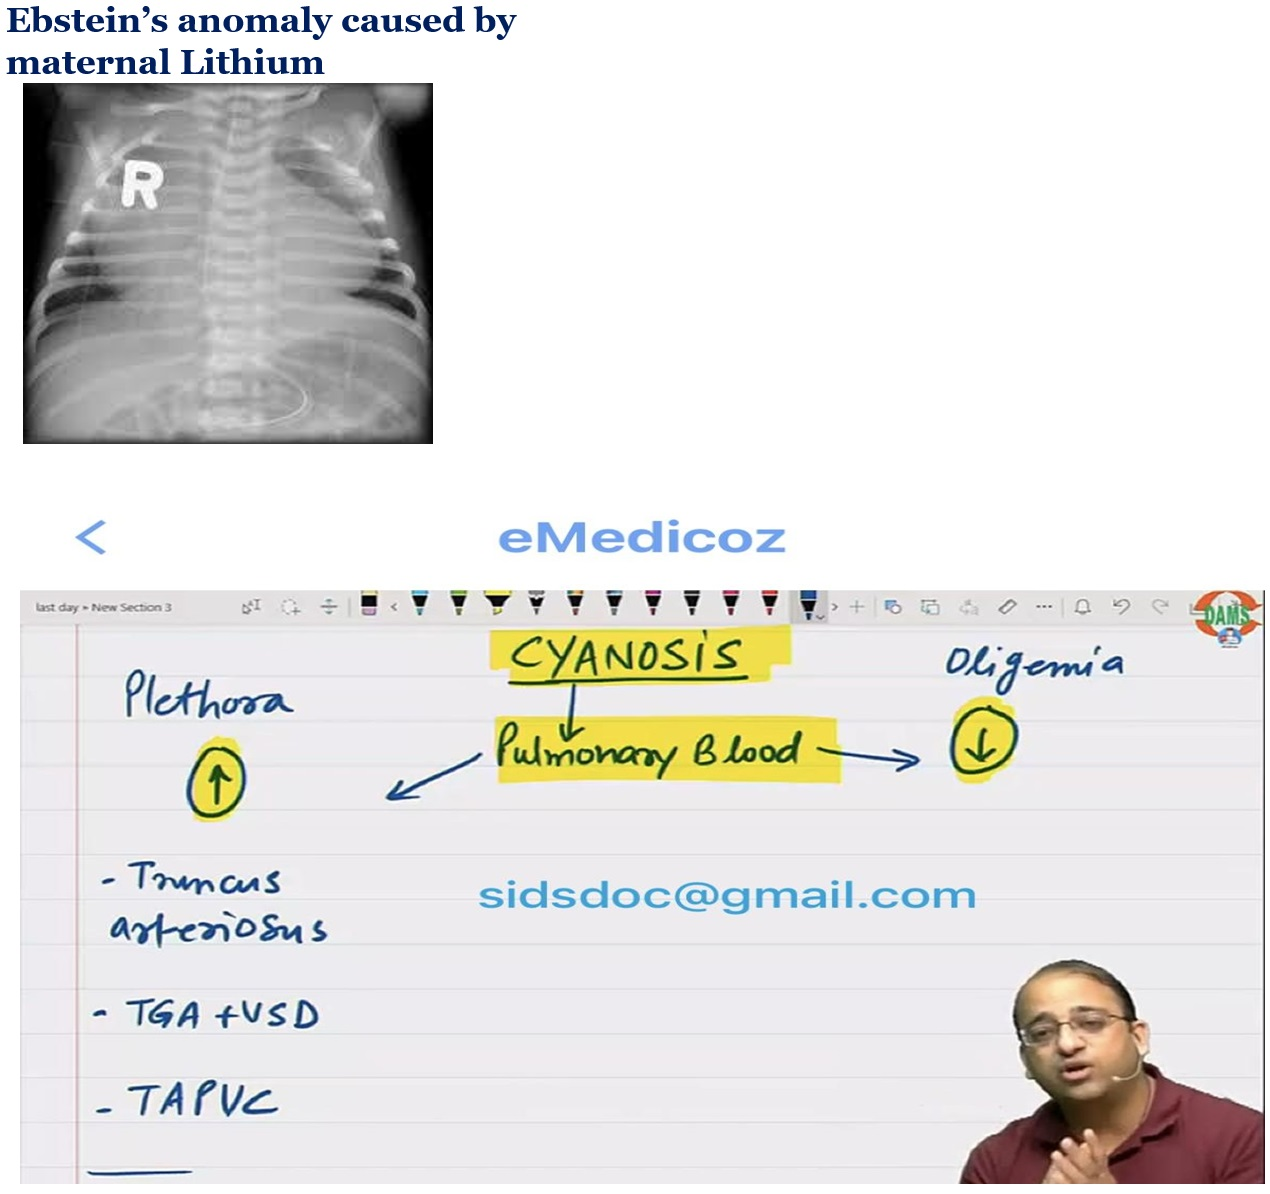 Ebstein’s anomaly caused by
maternal Lithium
R
< eMedicoz
last day » New Section 3
DAMS
CYANOSIS
Plethora
Oligemia
↑
Pulmonary Blood
↓
- Truncus
arteriosus
sidsdoc@gmail.com
- TGA + VSD
- TAPVC